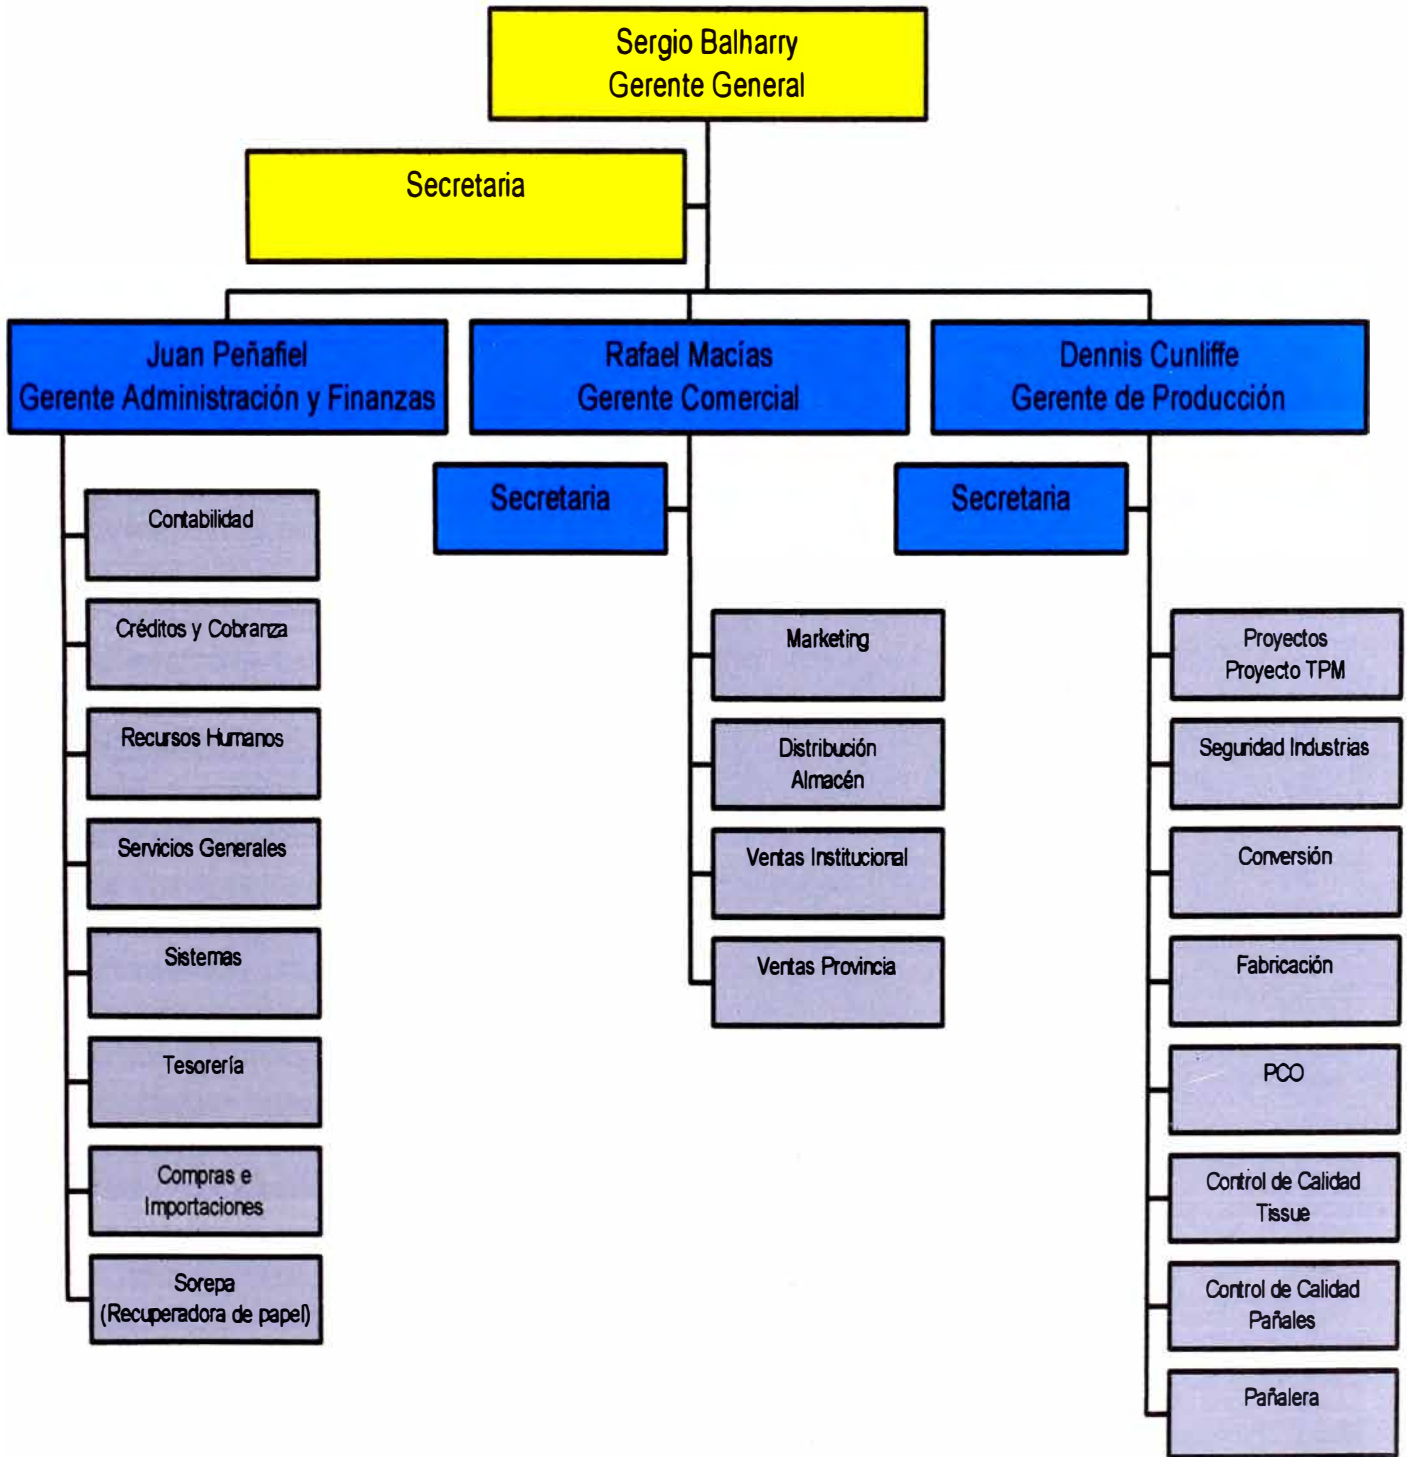 Sergio Balharry
Gerente General
Secretaria
Juan Peñafiel
Gerente Administración y Finanzas
Rafael Macías
Gerente Comercial
Dennis Cunliffe
Gerente de Producción
Secretaria
Secretaria
Contabilidad
Créditos y Cobranza
Recursos Humanos
Servicios Generales
Sistemas
Tesorería
Compras e
Importaciones
Sorepa
(Recuperadora de papel)
Marketing
Distribución
Almacén
Ventas Institucional
Ventas Provincia
Proyectos
Proyecto TPM
Seguridad Industrias
Conversión
Fabricación
PCO
Control de Calidad
Tissue
Control de Calidad
Pañales
Pañalera